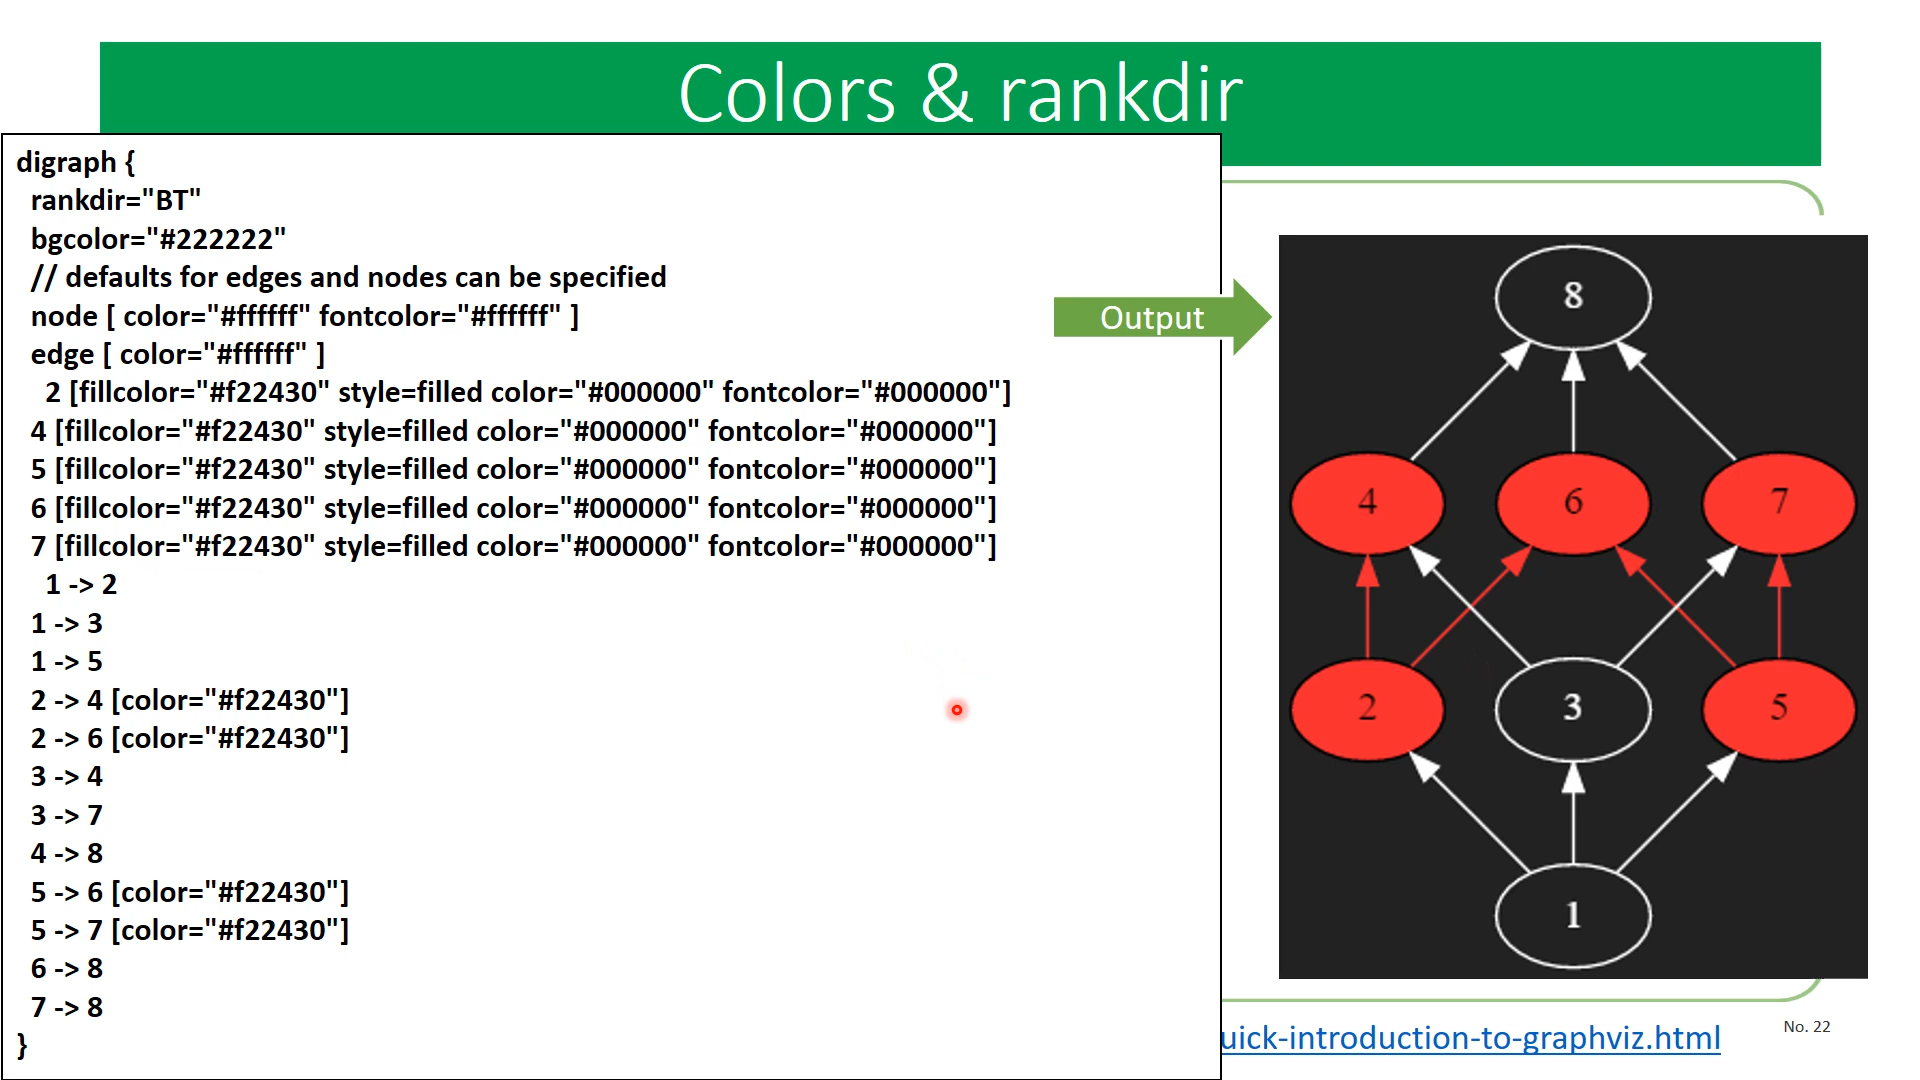 Colors & rankdir
digraph {
rankdir="BT"
bgcolor="#222222"
// defaults for edges and nodes can be specified
node [ color="#ffffff" fontcolor="#ffffff" ]
edge [ color="#ffffff" ]
2 [fillcolor="#f22430" style=filled color="#000000" fontcolor="#000000"]
4 [fillcolor="#f22430" style=filled color="#000000" fontcolor="#000000"]
5 [fillcolor="#f22430" style=filled color="#000000" fontcolor="#000000"]
6 [fillcolor="#f22430" style=filled color="#000000" fontcolor="#000000"]
7 [fillcolor="#f22430" style=filled color="#000000" fontcolor="#000000"]
1 -> 2
1 -> 3
1 -> 5
2 -> 4 [color="#f22430"]
2 -> 6 [color="#f22430"]
3 -> 4
3 -> 7
4 -> 8
5 -> 6 [color="#f22430"]
5 -> 7 [color="#f22430"]
6 -> 8
7 -> 8
}
Output
8
4 6 7
2 3 5
1
uick-introduction-to-graphviz.html
No. 22